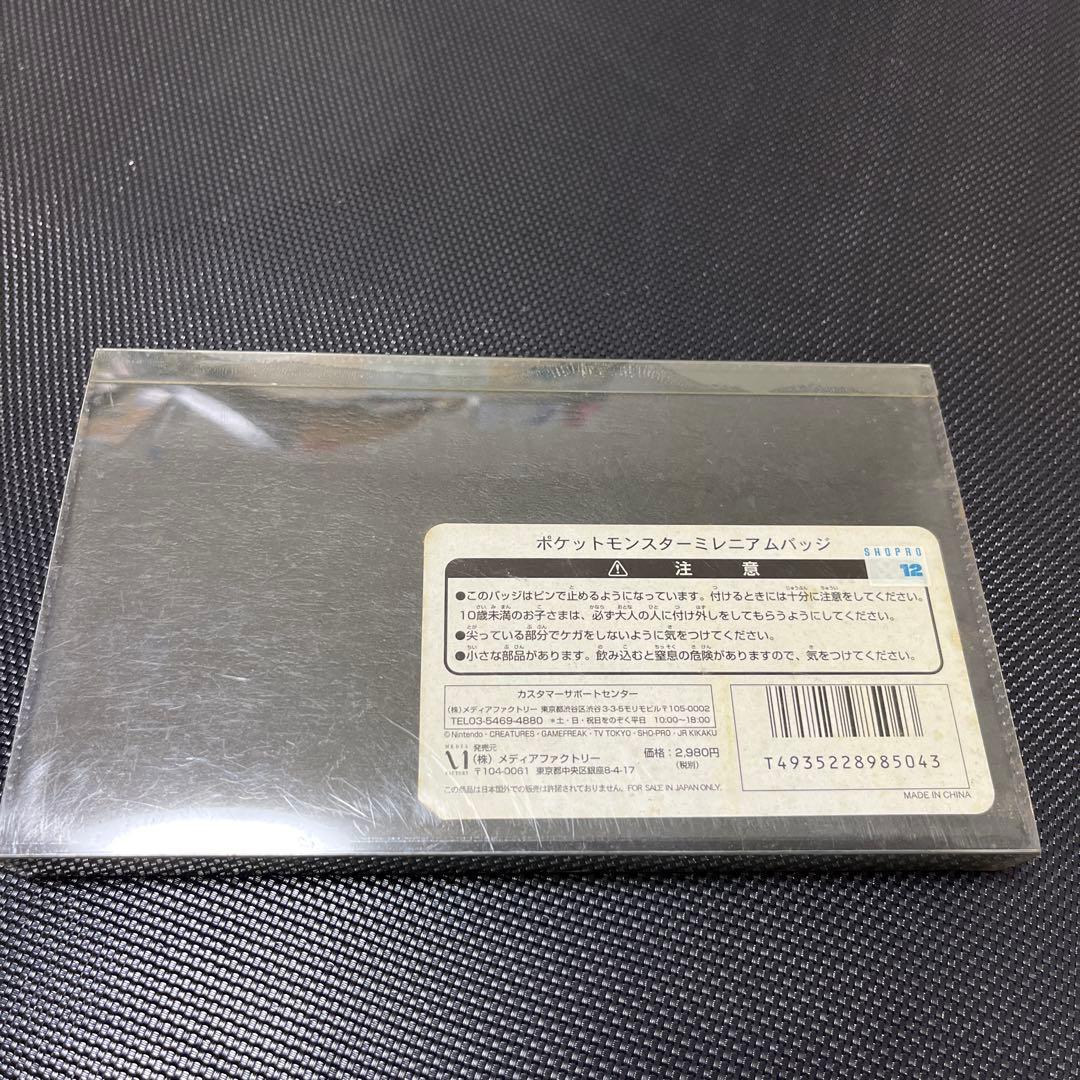 ポケットモンスターミレニアムバッジ
SHOPRO
12
注意
●このバッジはピンで止めるようになっています。付けるときには十分に注意をしてください。
10歳未満のお子さまは、必ず大人の人に付け外しをしてもらうようにしてください。
●尖っている部分でケガをしないように気をつけてください。
●小さな部品があります。飲み込むと窒息の危険がありますので、気をつけてください。
カスタマーサポートセンター
(株)メディアファクトリー 東京都渋谷区渋谷3-3-5モリモビル〒105-0002
TEL03-5469-4880 *土・日・祝日をのぞく平日 10:00〜18:00
©Nintendo・CREATURES・GAMEFREAK・TV TOKYO・SHO-PRO・JR KIKAKU
MEDIA FACTORY
発売元
(株) メディアファクトリー
〒104-0061 東京都中央区銀座8-4-17
価格:2,980円
(税別)
この商品は日本国外での販売は許諾されておりません。FOR SALE IN JAPAN ONLY.
T4935228985043
MADE IN CHINA